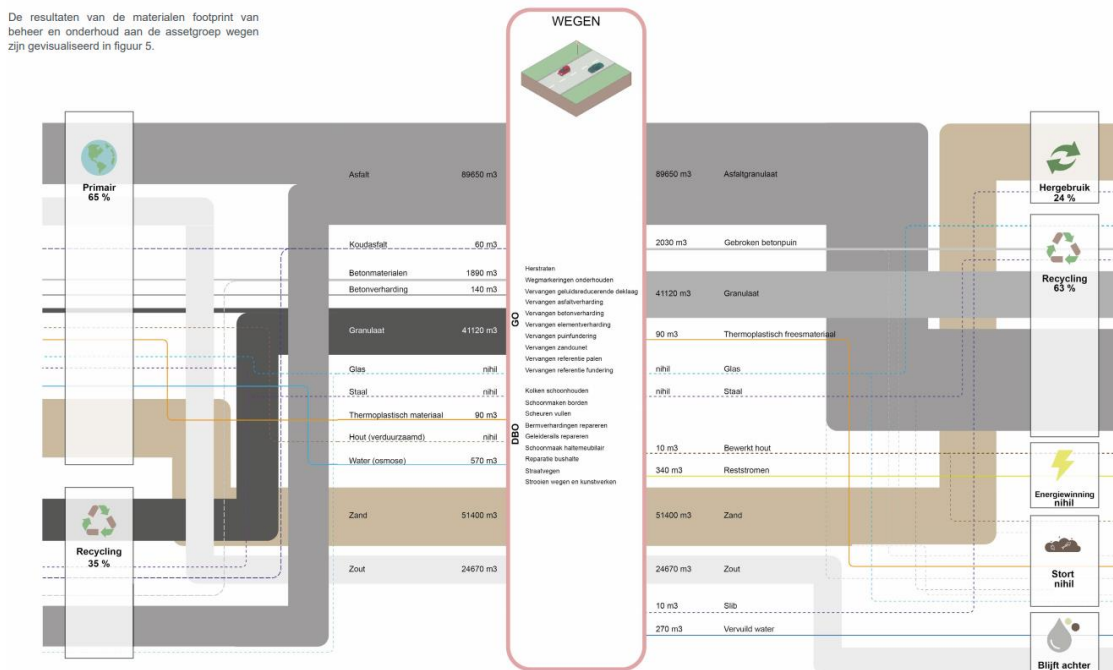 De resultaten van de materialen footprint van
beheer en onderhoud aan de assetgroep wegen
zijn gevisualiseerd in figuur 5.
WEGEN
Primair
65 %
Recycling
35 %
Asfalt 89650 m3
Koudasfalt 60 m3
Betonmaterialen 1890 m3
Betonverharding 140 m3
Granulaat 41120 m3
Glas nihil
Staal nihil
Thermoplastisch materiaal 90 m3
Hout (verduurzaamd) nihil
Water (osmose) 570 m3
Zand 51400 m3
Zout 24670 m3
GO
Herstraten
Wegmarkeringen onderhouden
Vervangen geluidsreducerende deklaag
Vervangen asfaltverharding
Vervangen betonverharding
Vervangen elementverharding
Vervangen puinfundering
Vervangen zandcunet
Vervangen referentie palen
Vervangen referentie fundering
DBO
Kolken schoonhouden
Schoonmaken borden
Scheuren vullen
Bermverhardingen repareren
Geleiderails repareren
Schoonmaak haltemeubilair
Reparatie bushalte
Straatvegen
Strooien wegen en kunstwerken
89650 m3 Asfaltgranulaat
2030 m3 Gebroken betonpuin
41120 m3 Granulaat
90 m3 Thermoplastisch freesmateriaal
nihil Glas
nihil Staal
10 m3 Bewerkt hout
340 m3 Reststromen
51400 m3 Zand
24670 m3 Zout
10 m3 Slib
270 m3 Vervuild water
Hergebruik
24 %
Recycling
63 %
Energiewinning
nihil
Stort
nihil
Blijft achter